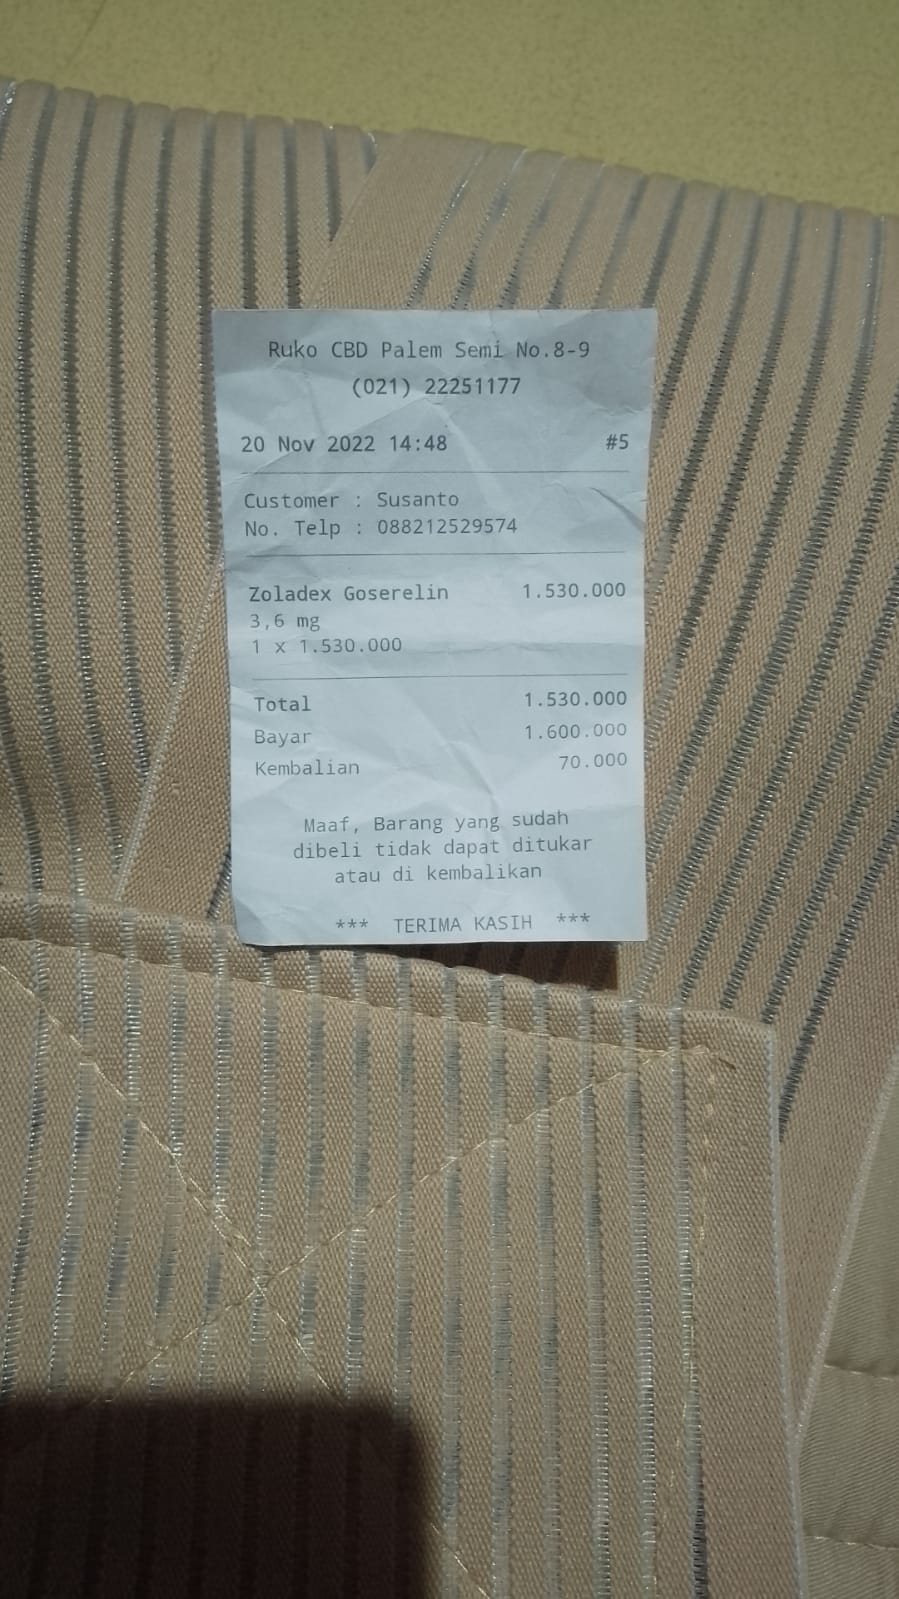 Ruko CBD Palem Semi No.8-9
(021) 22251177
20 Nov 2022 14:48 #5
Customer : Susanto
No. Telp : 088212529574
Zoladex Goserelin 1.530.000
3,6 mg
1 x 1.530.000
Total 1.530.000
Bayar 1.600.000
Kembalian 70.000
Maaf, Barang yang sudah
dibeli tidak dapat ditukar
atau di kembalikan
*** TERIMA KASIH ***